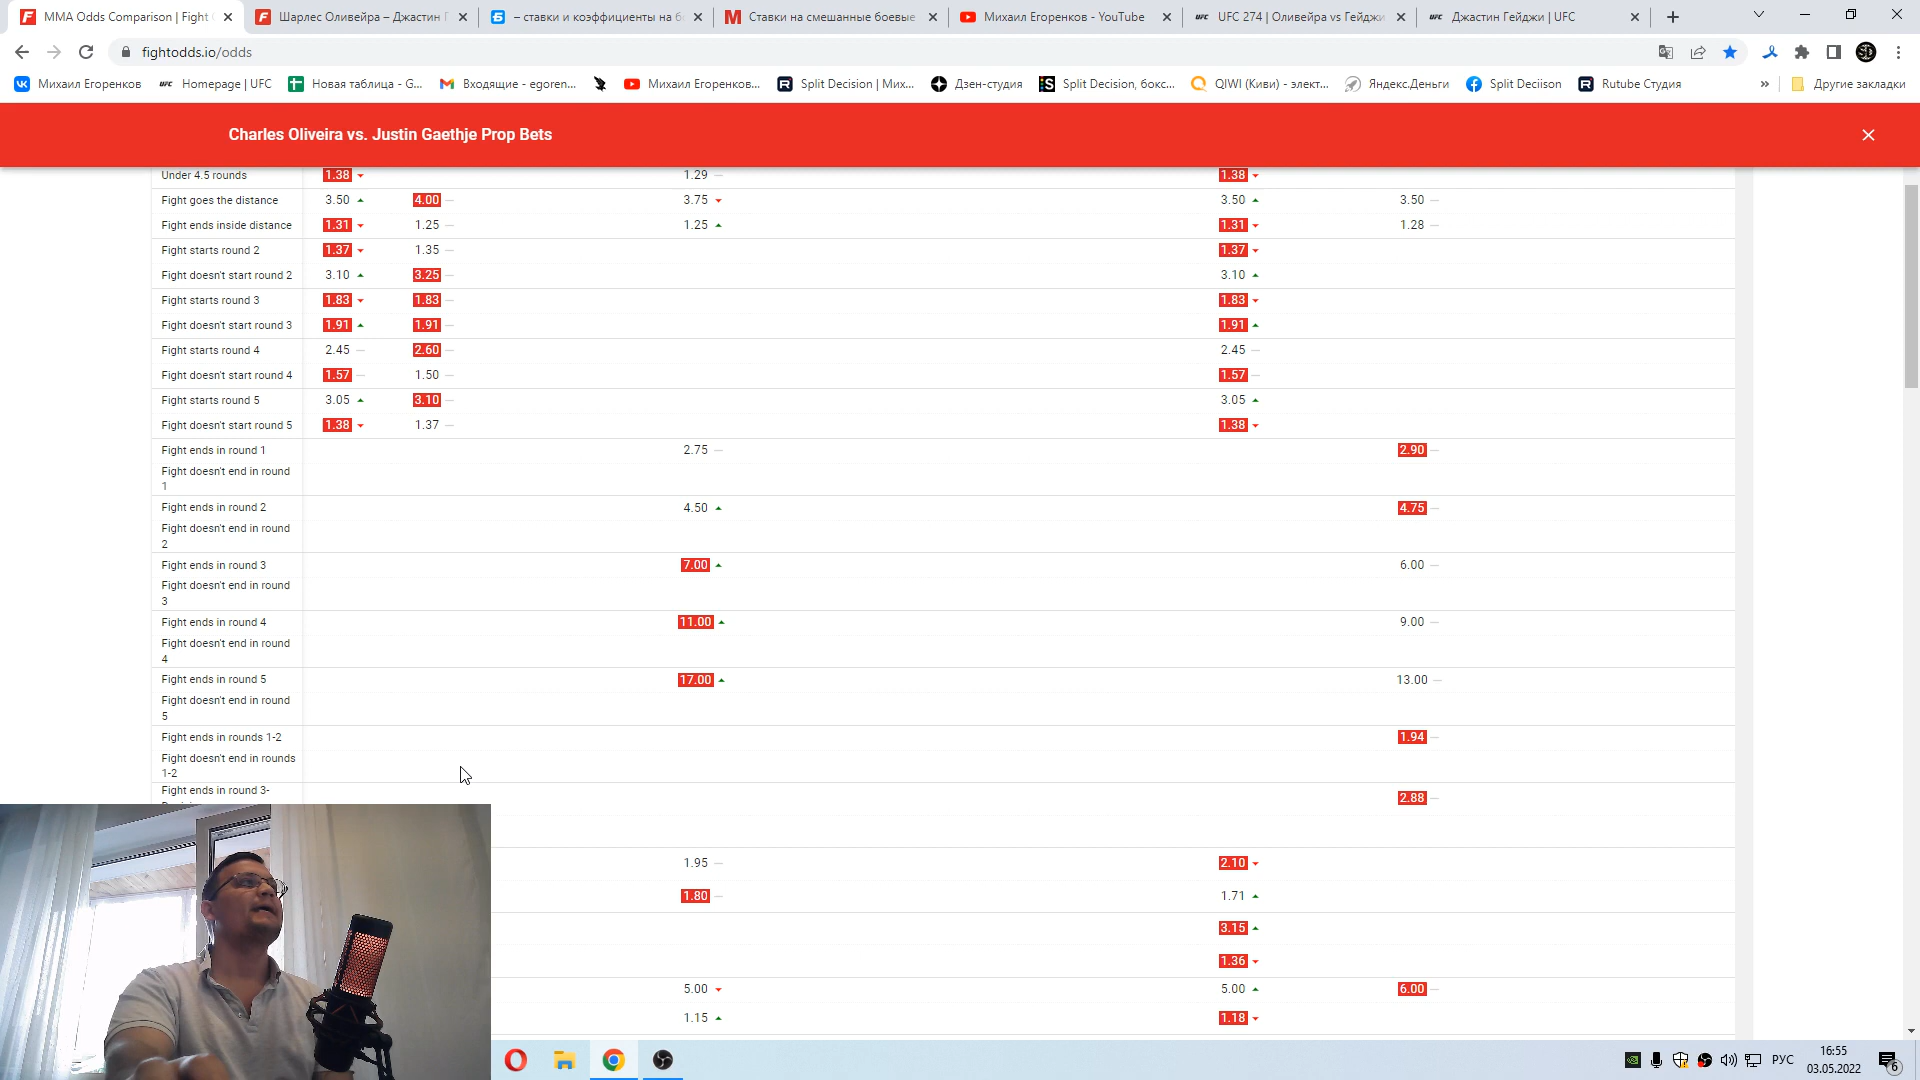 MMA Odds Comparison | Fight
Шарлес Оливейра – Джастин Г
– ставки и коэффициенты на б
Ставки на смешанные боевые
Михаил Егоренков - YouTube
UFC 274 | Оливейра vs Гейджи
Джастин Гейджи | UFC
fightodds.io/odds
Михаил Егоренков
Homepage | UFC
Новая таблица - G...
Входящие - egoren...
Михаил Егоренков...
Split Decision | Мих...
Дзен-студия
Split Decision, бокс...
QIWI (Киви) - элект...
Яндекс.Деньги
Split Deciison
Rutube Студия
»
Другие закладки
Charles Oliveira vs. Justin Gaethje Prop Bets
Under 4.5 rounds 1.38 1.29 1.38
Fight goes the distance 3.50 4.00 3.75 3.50 3.50
Fight ends inside distance 1.31 1.25 1.25 1.31 1.28
Fight starts round 2 1.37 1.35 1.37
Fight doesn't start round 2 3.10 3.25 3.10
Fight starts round 3 1.83 1.83 1.83
Fight doesn't start round 3 1.91 1.91 1.91
Fight starts round 4 2.45 2.60 2.45
Fight doesn't start round 4 1.57 1.50 1.57
Fight starts round 5 3.05 3.10 3.05
Fight doesn't start round 5 1.38 1.37 1.38
Fight ends in round 1 2.75 2.90
Fight doesn't end in round
1
Fight ends in round 2 4.50 4.75
Fight doesn't end in round
2
Fight ends in round 3 7.00 6.00
Fight doesn't end in round
3
Fight ends in round 4 11.00 9.00
Fight doesn't end in round
4
Fight ends in round 5 17.00 13.00
Fight doesn't end in round
5
Fight ends in rounds 1-2 1.94
Fight doesn't end in rounds
1-2
Fight ends in round 3- 2.88
1.95 2.10
1.80 1.71
3.15
1.36
5.00 5.00 6.00
1.15 1.18
РУС
16:55
03.05.2022
6